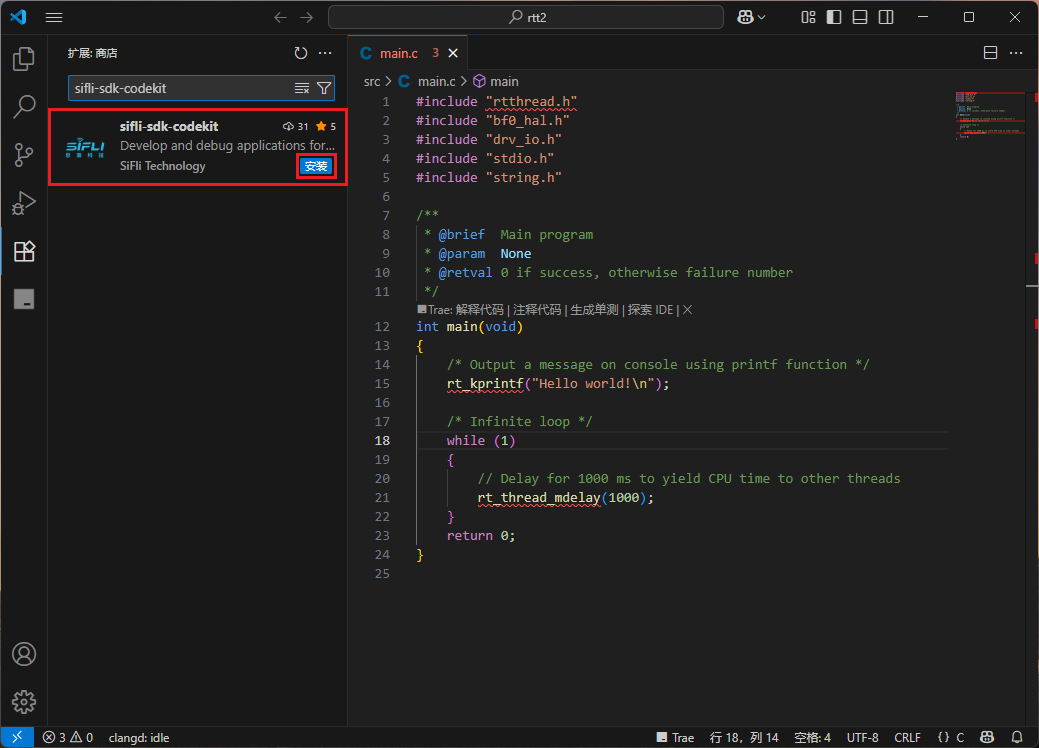 rtt2
扩展: 商店
sifli-sdk-codekit
sifli-sdk-codekit
31
5
Develop and debug applications for...
SiFli Technology
安装
SiFLI
main.c
3
src
main.c
main
1 #include "rtthread.h"
2 #include "bf0_hal.h"
3 #include "drv_io.h"
4 #include "stdio.h"
5 #include "string.h"
6
7 /**
8 * @brief  Main program
9 * @param  None
10 * @retval 0 if success, otherwise failure number
11 */
Trae: 解释代码 | 注释代码 | 生成单测 | 探索 IDE | X
12 int main(void)
13 {
14 /* Output a message on console using printf function */
15 rt_kprintf("Hello world!\n");
16
17 /* Infinite loop */
18 while (1)
19 {
20 // Delay for 1000 ms to yield CPU time to other threads
21 rt_thread_mdelay(1000);
22 }
23 return 0;
24 }
25
3
0
clangd: idle
Trae
行 18，列 14
空格: 4
UTF-8
CRLF
{ } C